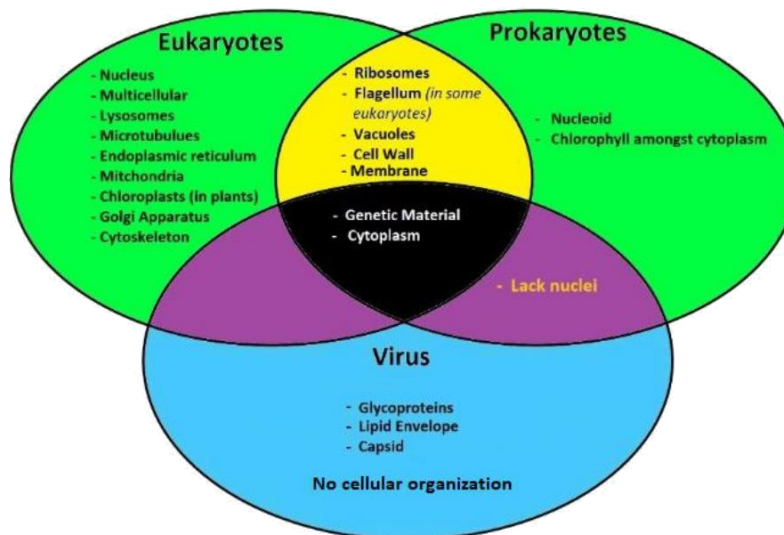 Eukaryotes
- Nucleus
- Multicellular
- Lysosomes
- Microtubulues
- Endoplasmic reticulum
- Mitchondria
- Chloroplasts (in plants)
- Golgi Apparatus
- Cytoskeleton
- Ribosomes
- Flagellum (in some
eukaryotes)
- Vacuoles
- Cell Wall
- Membrane
Prokaryotes
- Nucleoid
- Chlorophyll amongst cytoplasm
- Genetic Material
- Cytoplasm
- Lack nuclei
Virus
- Glycoproteins
- Lipid Envelope
- Capsid
No cellular organization